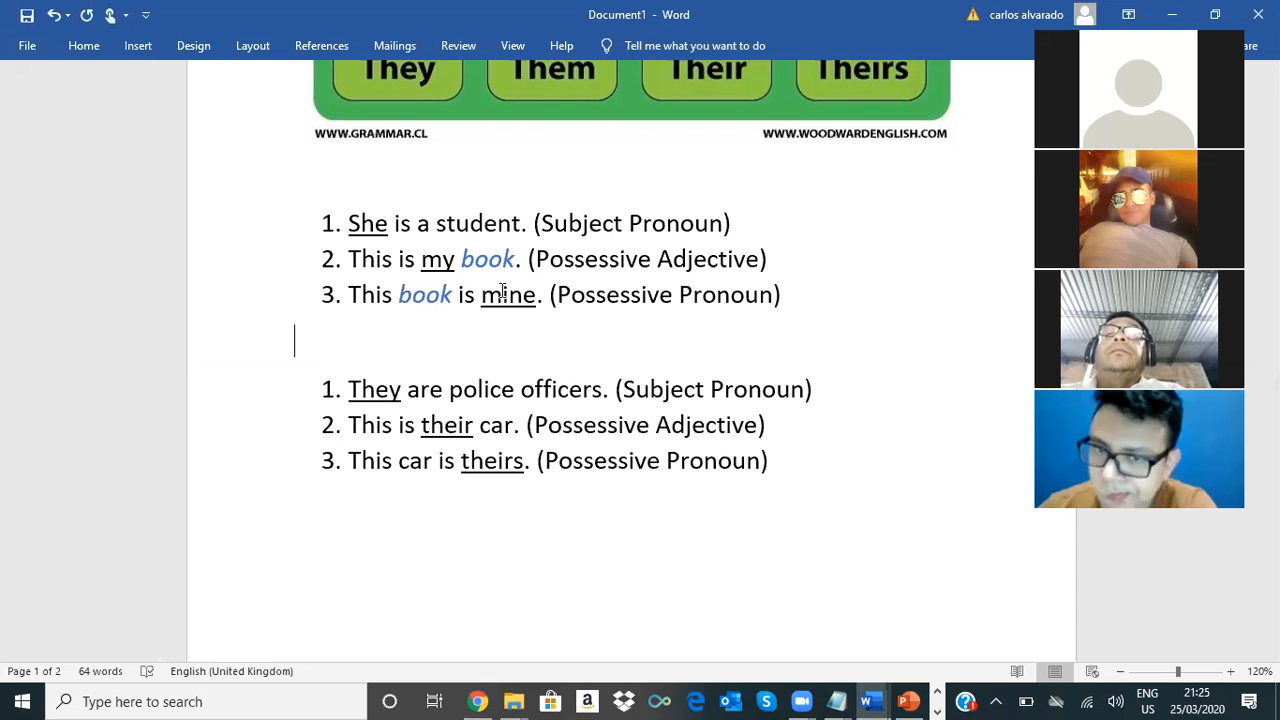 Document1 - Word
carlos alvarado
File Home Insert Design Layout References Mailings Review View Help Tell me what you want to do
They Them Their Theirs
WWW.GRAMMAR.CL WWW.WOODWARDENGLISH.COM
1. She is a student. (Subject Pronoun)
2. This is my book. (Possessive Adjective)
3. This book is mine. (Possessive Pronoun)
1. They are police officers. (Subject Pronoun)
2. This is their car. (Possessive Adjective)
3. This car is theirs. (Possessive Pronoun)
Page 1 of 2 64 words English (United Kingdom) 120%
Type here to search
ENG 21:25
US 25/03/2020